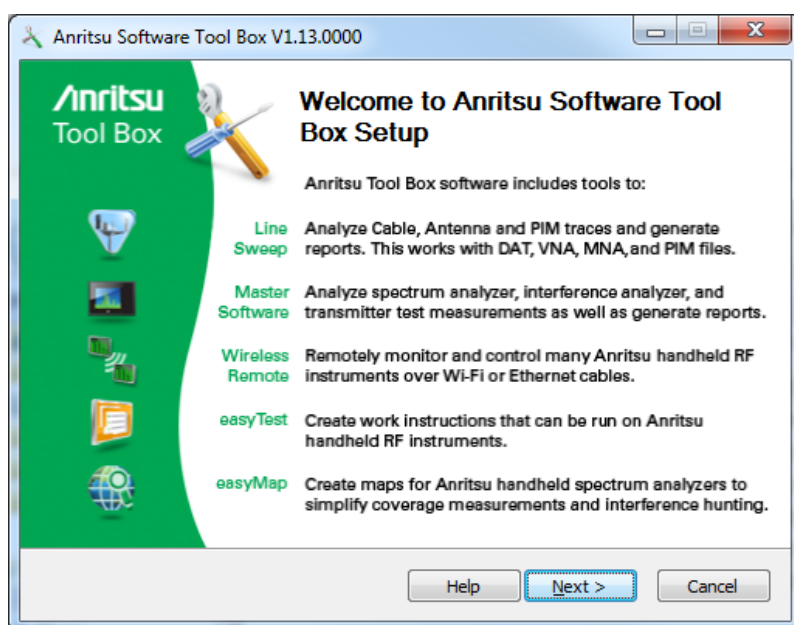 Anritsu Software Tool Box V1.13.0000
Anritsu
Tool Box
Welcome to Anritsu Software Tool
Box Setup
Anritsu Tool Box software includes tools to:
Line
Sweep
Analyze Cable, Antenna and PIM traces and generate
reports. This works with DAT, VNA, MNA, and PIM files.
Master
Software
Analyze spectrum analyzer, interference analyzer, and
transmitter test measurements as well as generate reports.
Wireless
Remote
Remotely monitor and control many Anritsu handheld RF
instruments over Wi-Fi or Ethernet cables.
easyTest
Create work instructions that can be run on Anritsu
handheld RF instruments.
easyMap
Create maps for Anritsu handheld spectrum analyzers to
simplify coverage measurements and interference hunting.
Help
Next >
Cancel